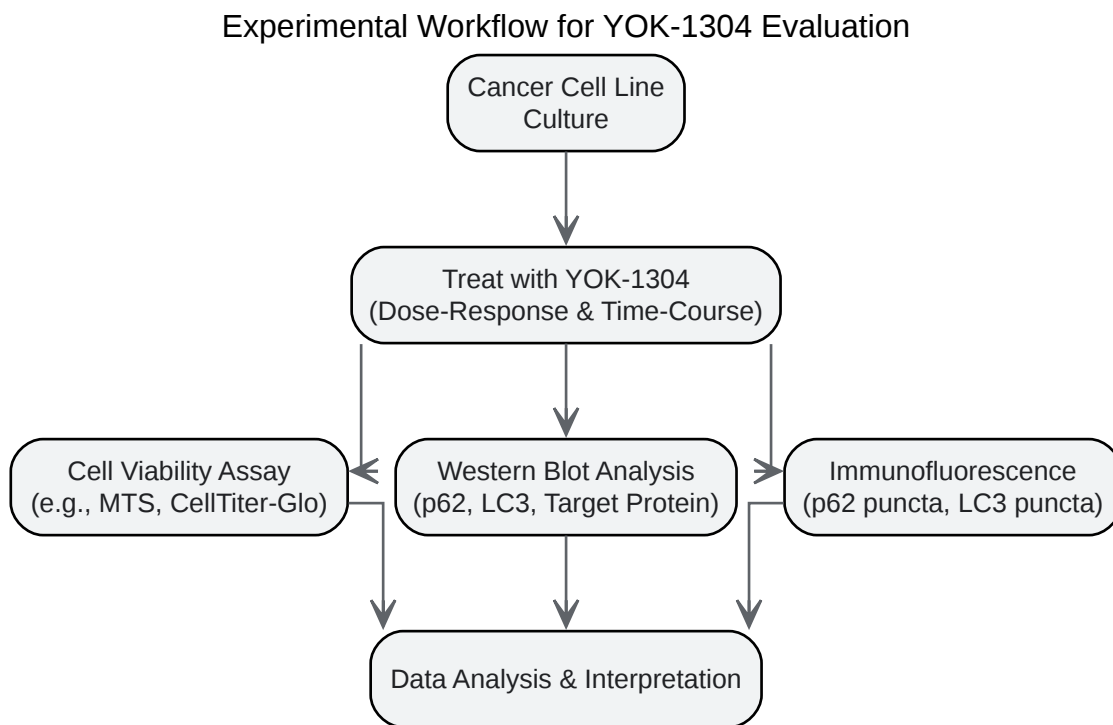 Experimental Workflow for YOK-1304 Evaluation
Cancer Cell Line
Culture
Treat with YOK-1304
(Dose-Response & Time-Course)
Cell Viability Assay
(e.g., MTS, CellTiter-Glo)
Western Blot Analysis
(p62, LC3, Target Protein)
Immunofluorescence
(p62 puncta, LC3 puncta)
Data Analysis & Interpretation